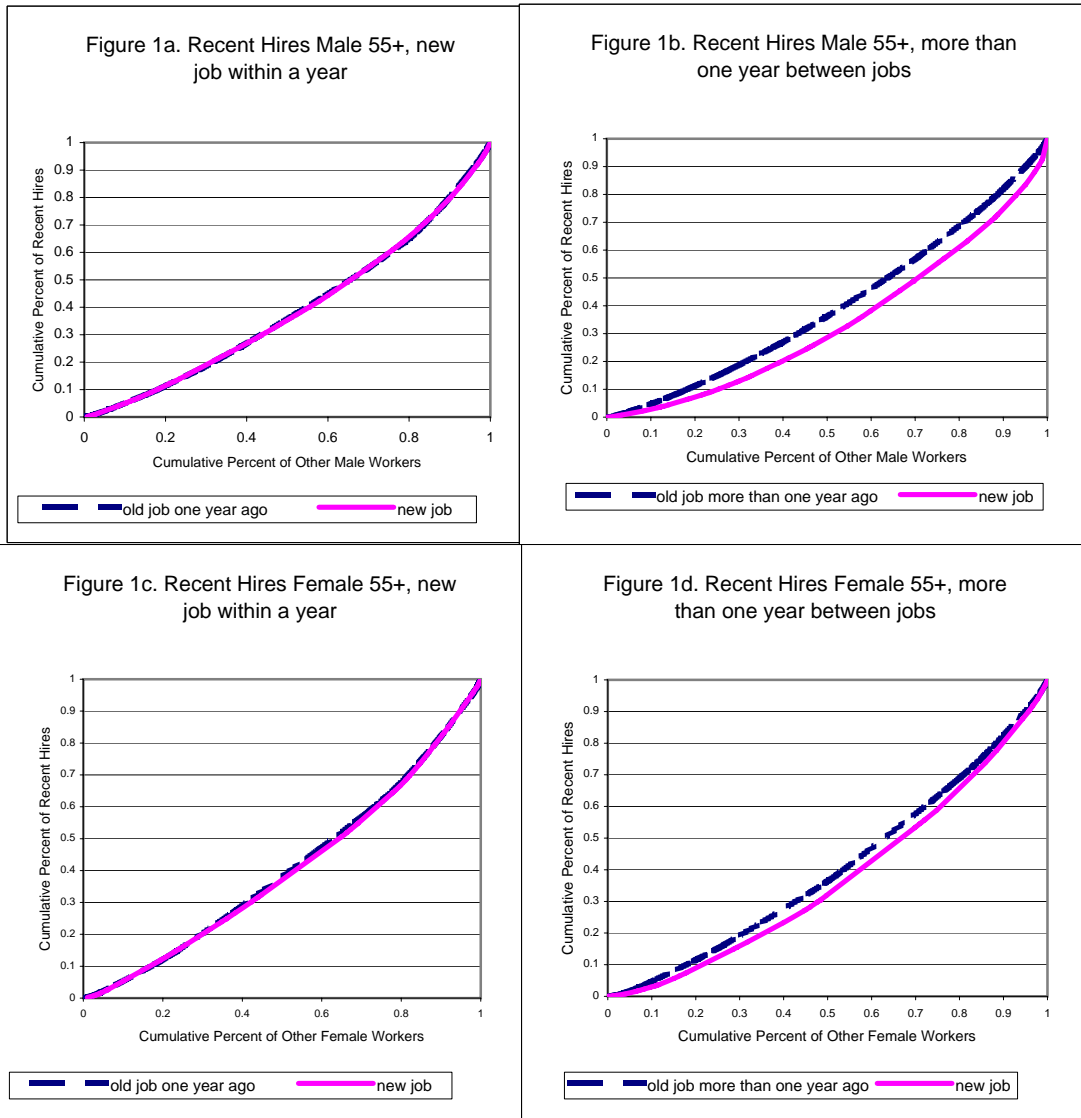 Figure 1a. Recent Hires Male 55+, new
job within a year
1
0.9
0.8
0.7
0.6
0.5
0.4
0.3
0.2
0.1
0
Cumulative Percent of Recent Hires
0 0.2 0.4 0.6 0.8 1
Cumulative Percent of Other Male Workers
old job one year ago new job
Figure 1b. Recent Hires Male 55+, more than
one year between jobs
1
0.9
0.8
0.7
0.6
0.5
0.4
0.3
0.2
0.1
0
Cumulative Percent of Recent Hires
0 0.1 0.2 0.3 0.4 0.5 0.6 0.7 0.8 0.9 1
Cumulative Percent of Other Male Workers
old job more than one year ago new job
Figure 1c. Recent Hires Female 55+, new
job within a year
1
0.9
0.8
0.7
0.6
0.5
0.4
0.3
0.2
0.1
0
Cumulative Percent of Recent Hires
0 0.2 0.4 0.6 0.8 1
Cumulative Percent of Other Female Workers
old job one year ago new job
Figure 1d. Recent Hires Female 55+, more
than one year between jobs
1
0.9
0.8
0.7
0.6
0.5
0.4
0.3
0.2
0.1
0
Cumulative Percent of Recent Hires
0 0.1 0.2 0.3 0.4 0.5 0.6 0.7 0.8 0.9 1
Cumulative Percent of Other Female Workers
old job more than one year ago new job